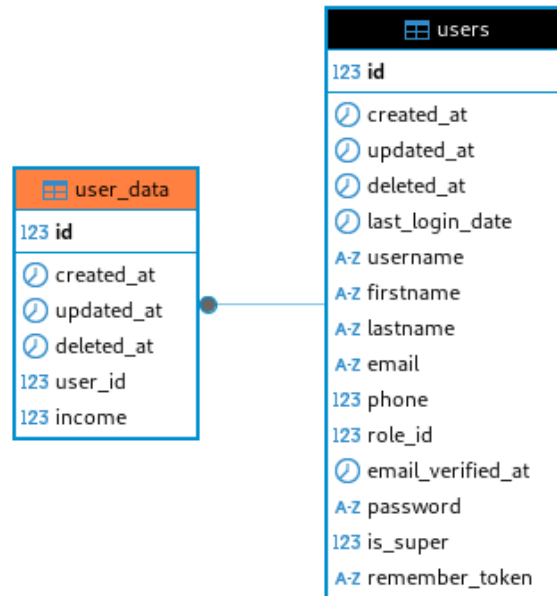 user_data
123 id
created_at
updated_at
deleted_at
123 user_id
123 income
users
123 id
created_at
updated_at
deleted_at
last_login_date
A-Z username
A-Z firstname
A-Z lastname
A-Z email
123 phone
123 role_id
email_verified_at
A-Z password
123 is_super
A-Z remember_token